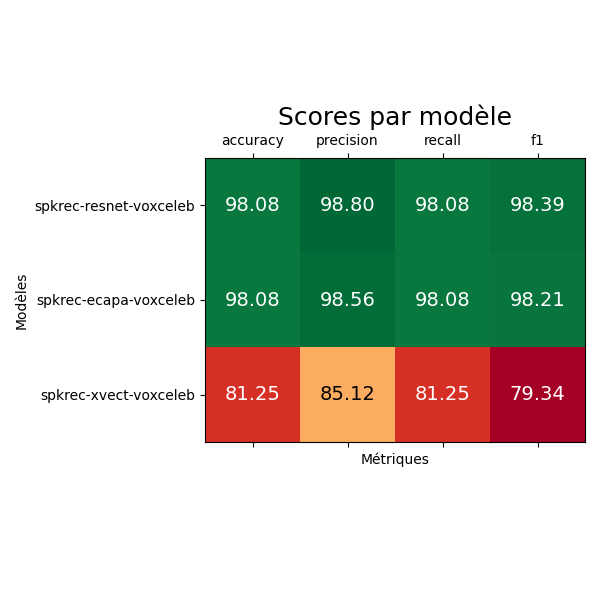 Scores par modèle
accuracy precision recall f1
spkrec-resnet-voxceleb 98.08 98.80 98.08 98.39
spkrec-ecapa-voxceleb 98.08 98.56 98.08 98.21
spkrec-xvect-voxceleb 81.25 85.12 81.25 79.34
Modèles
Métriques